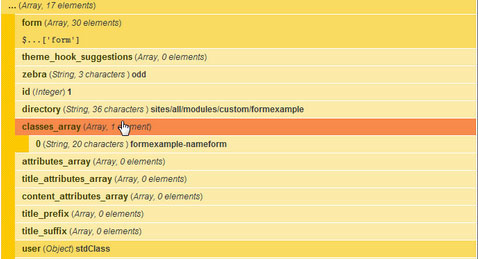 ... (Array, 17 elements)
form (Array, 30 elements)
$...['form']
theme_hook_suggestions (Array, 0 elements)
zebra (String, 3 characters ) odd
id (Integer) 1
directory (String, 36 characters ) sites/all/modules/custom/formexample
classes_array (Array, 1 element)
0 (String, 20 characters ) formexample-nameform
attributes_array (Array, 0 elements)
title_attributes_array (Array, 0 elements)
content_attributes_array (Array, 0 elements)
title_prefix (Array, 0 elements)
title_suffix (Array, 0 elements)
user (Object) stdClass